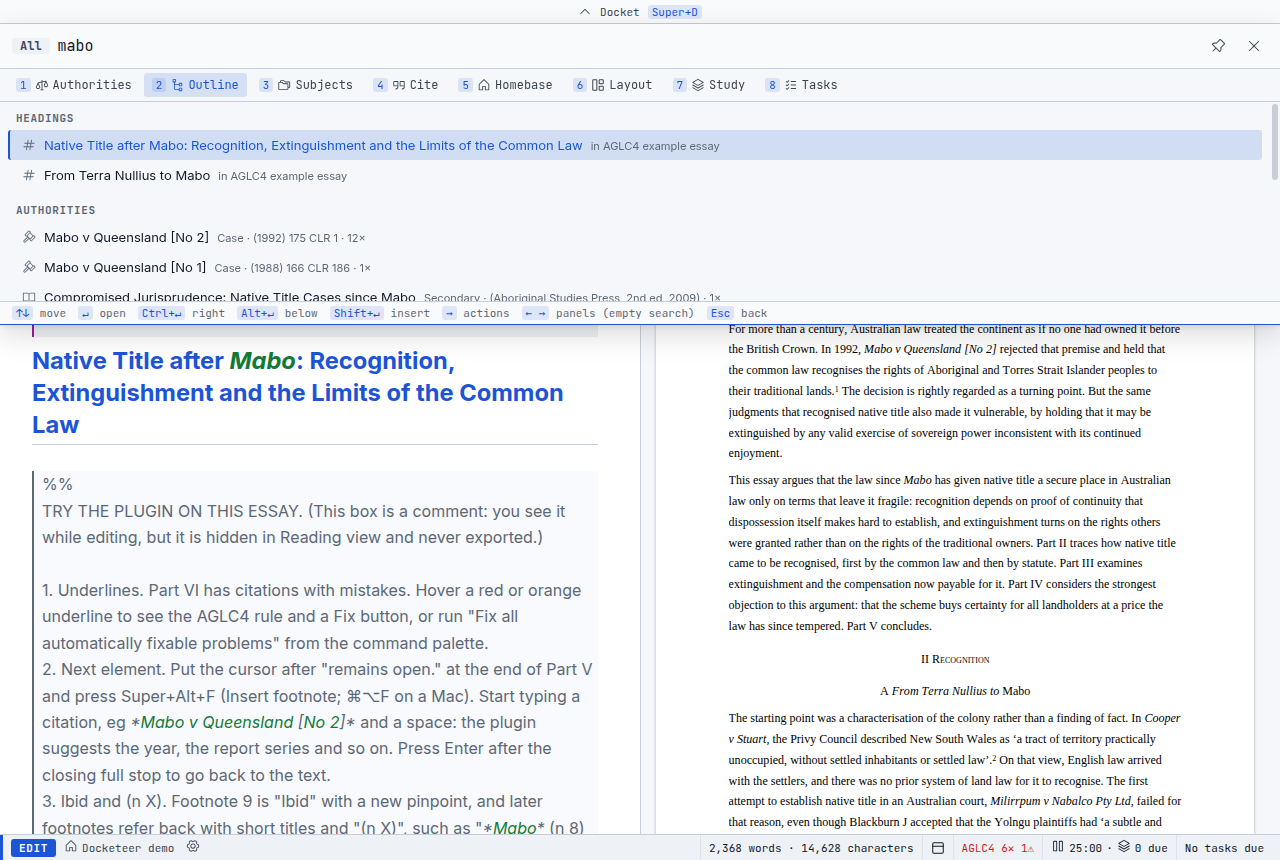 Docket Super+D
All mabo
1 Authorities 2 Outline 3 Subjects 4 Cite 5 Homebase 6 Layout 7 Study 8 Tasks
HEADINGS
# Native Title after Mabo: Recognition, Extinguishment and the Limits of the Common Law in AGLC4 example essay
# From Terra Nullius to Mabo in AGLC4 example essay
AUTHORITIES
Mabo v Queensland [No 2] Case · (1992) 175 CLR 1 · 12×
Mabo v Queensland [No 1] Case · (1988) 166 CLR 186 · 1×
Compromised Jurisprudence: Native Title Cases since Mabo Secondary · (Aboriginal Studies Press, 2nd ed, 2009) · 1×
↑↓ move ↵ open Ctrl+↵ right Alt+↵ below Shift+↵ insert → actions ← → panels (empty search) Esc back
Native Title after Mabo: Recognition,
Extinguishment and the Limits of the Common
Law
%%
TRY THE PLUGIN ON THIS ESSAY. (This box is a comment: you see it
while editing, but it is hidden in Reading view and never exported.)
1. Underlines. Part VI has citations with mistakes. Hover a red or orange
underline to see the AGLC4 rule and a Fix button, or run "Fix all
automatically fixable problems" from the command palette.
2. Next element. Put the cursor after "remains open." at the end of Part V
and press Super+Alt+F (Insert footnote; ⌘⌥F on a Mac). Start typing a
citation, eg *Mabo v Queensland [No 2]* and a space: the plugin
suggests the year, the report series and so on. Press Enter after the
closing full stop to go back to the text.
3. Ibid and (n X). Footnote 9 is "Ibid" with a new pinpoint, and later
footnotes refer back with short titles and "(n X)", such as "*Mabo* (n 8)
For more than a century, Australian law treated the continent as if no one had owned it before
the British Crown. In 1992, Mabo v Queensland [No 2] rejected that premise and held that
the common law recognises the rights of Aboriginal and Torres Strait Islander peoples to
their traditional lands.¹ The decision is rightly regarded as a turning point. But the same
judgments that recognised native title also made it vulnerable, by holding that it may be
extinguished by any valid exercise of sovereign power inconsistent with its continued
enjoyment.
This essay argues that the law since Mabo has given native title a secure place in Australian
law only on terms that leave it fragile: recognition depends on proof of continuity that
dispossession itself makes hard to establish, and extinguishment turns on the rights others
were granted rather than on the rights of the traditional owners. Part II traces how native title
came to be recognised, first by the common law and then by statute. Part III examines
extinguishment and the compensation now payable for it. Part IV considers the strongest
objection to this argument: that the scheme buys certainty for all landholders at a price the
law has since tempered. Part V concludes.
II Recognition
A From Terra Nullius to Mabo
The starting point was a characterisation of the colony rather than a finding of fact. In Cooper
v Stuart, the Privy Council described New South Wales as ‘a tract of territory practically
unoccupied, without settled inhabitants or settled law’.² On that view, English law arrived
with the settlers, and there was no prior system of land law for it to recognise. The first
attempt to establish native title in an Australian court, Milirrpum v Nabalco Pty Ltd, failed for
that reason, even though Blackburn J accepted that the Yolngu plaintiffs had ‘a subtle and
EDIT Docketeer demo 2,368 words · 14,628 characters AGLC4 6× 1⚠ 25:00 · 0 due No tasks due